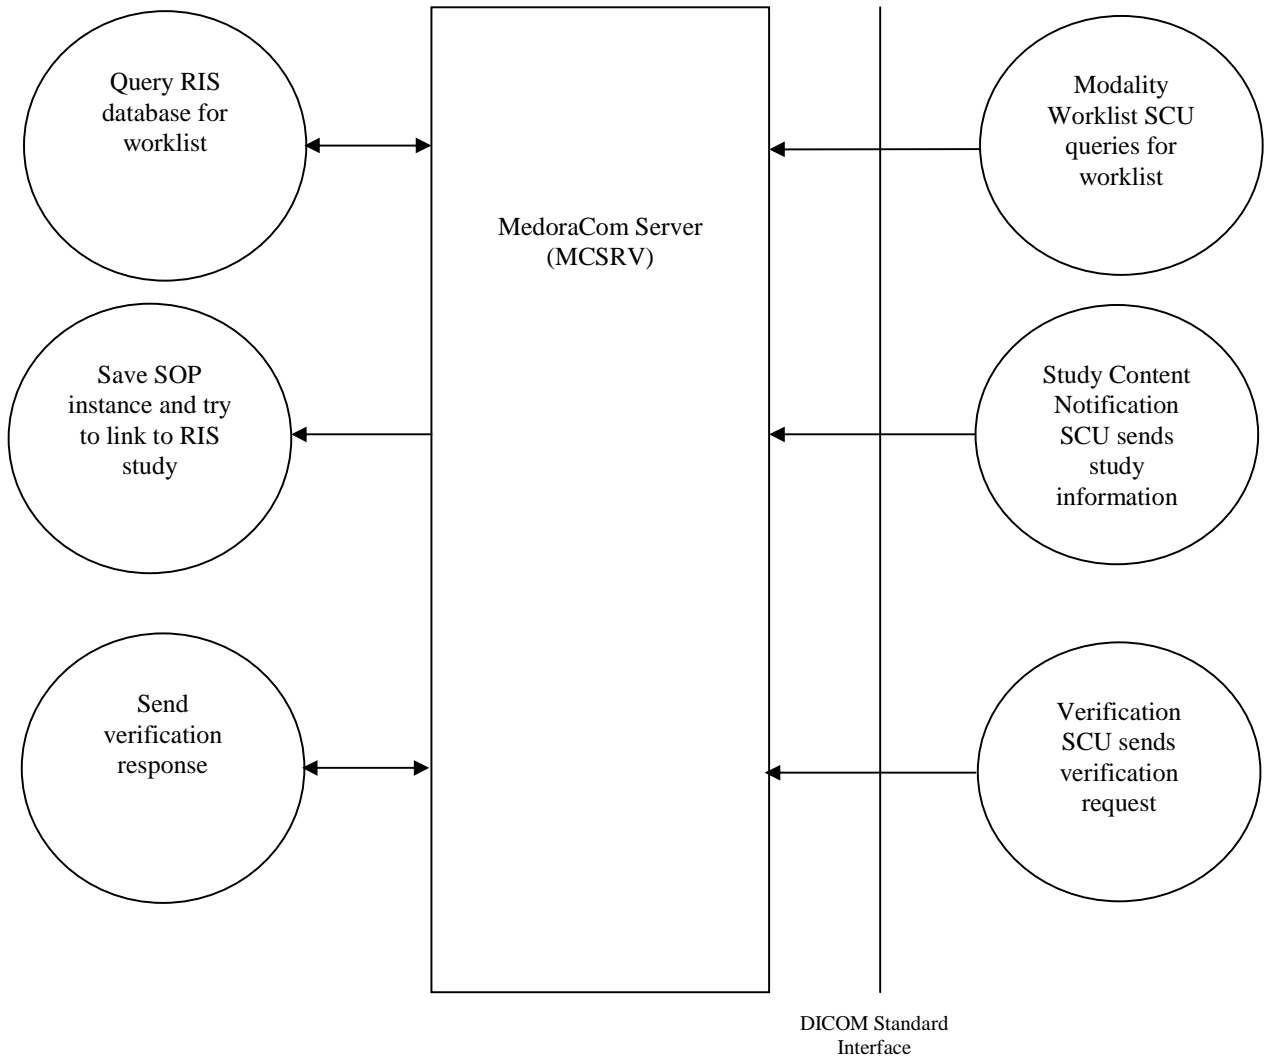 Query RIS
database for
worklist
MedoraCom Server
(MCSRV)
Modality
Worklist SCU
queries for
worklist
Save SOP
instance and try
to link to RIS
study
Study Content
Notification
SCU sends
study
information
Send
verification
response
Verification
SCU sends
verification
request
DICOM Standard
Interface